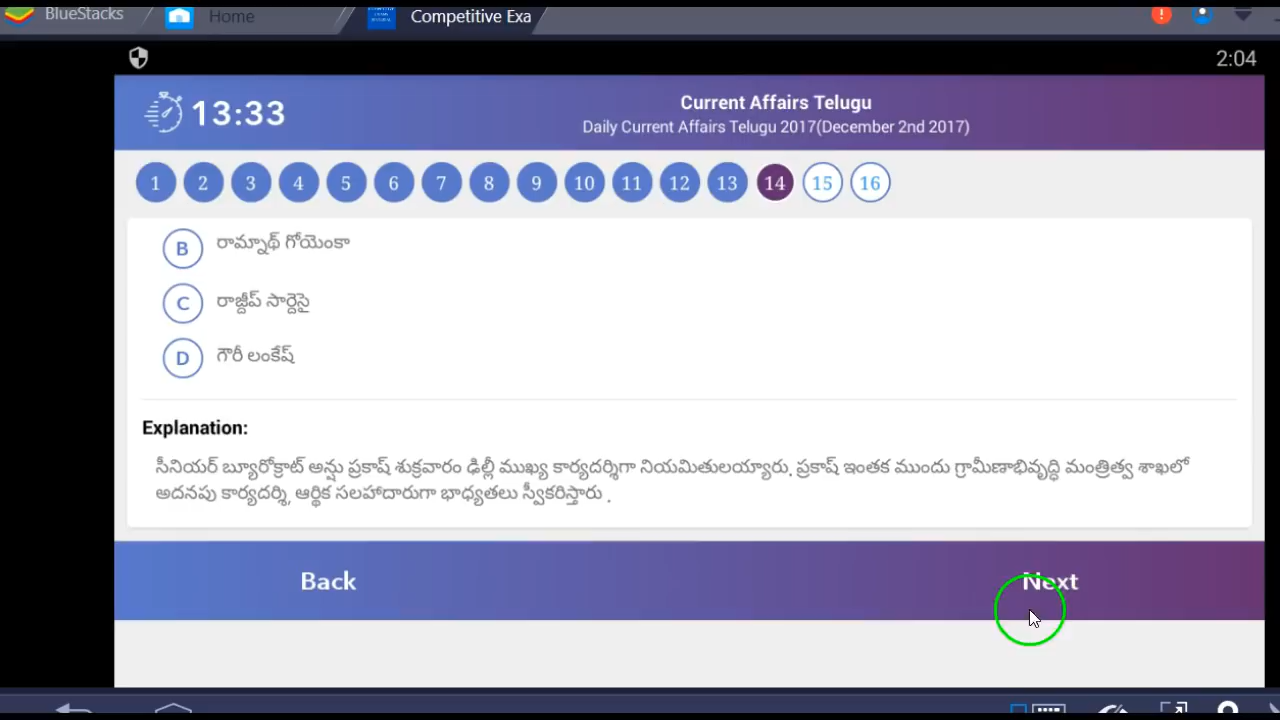 BlueStacks
Home
Competitive Exa
2:04
13:33
Current Affairs Telugu
Daily Current Affairs Telugu 2017(December 2nd 2017)
1 2 3 4 5 6 7 8 9 10 11 12 13 14 15 16
B రామ్నాథ్ గోయెంకా
C రాజ్దీప్ సార్దెసై
D గౌరీ లంకేష్
Explanation:
సీనియర్ బ్యూరోక్రాట్ అన్షు ప్రకాష్ శుక్రవారం ఢిల్లీ ముఖ్య కార్యదర్శిగా నియమితులయ్యారు. ప్రకాష్ ఇంతక ముందు గ్రామీణాభివృద్ధి మంత్రిత్వ శాఖలో
అదనపు కార్యదర్శి, ఆర్థిక సలహాదారుగా భాధ్యతలు స్వీకరిస్తారు .
Back
Next